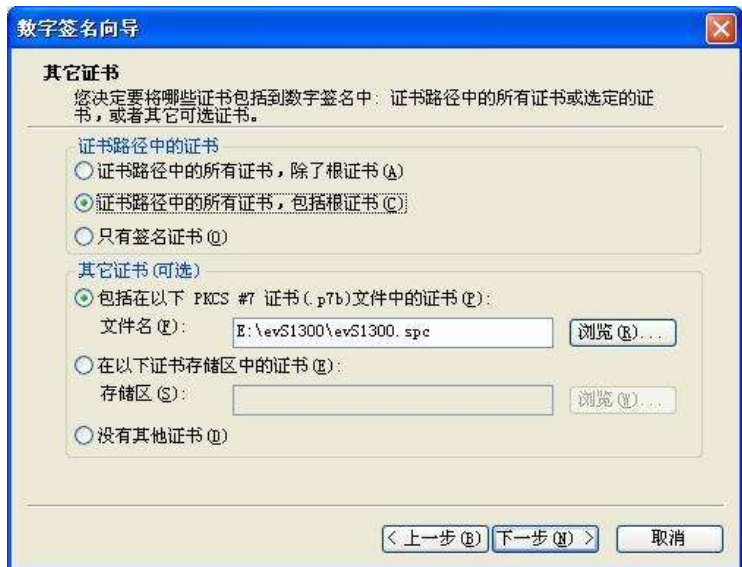 数字签名向导
其它证书
您决定要将哪些证书包括到数字签名中: 证书路径中的所有证书或选定的证
书，或者其它可选证书。
证书路径中的证书
证书路径中的所有证书，除了根证书(A)
证书路径中的所有证书，包括根证书(C)
只有签名证书(O)
其它证书(可选)
包括在以下 PKCS #7 证书(.p7b)文件中的证书(P):
文件名(F): E:\evS1300\evS1300.spc 浏览(R)...
在以下证书存储区中的证书(E):
存储区(S): 浏览(W)...
没有其他证书(D)
< 上一步(B) 下一步(N) > 取消